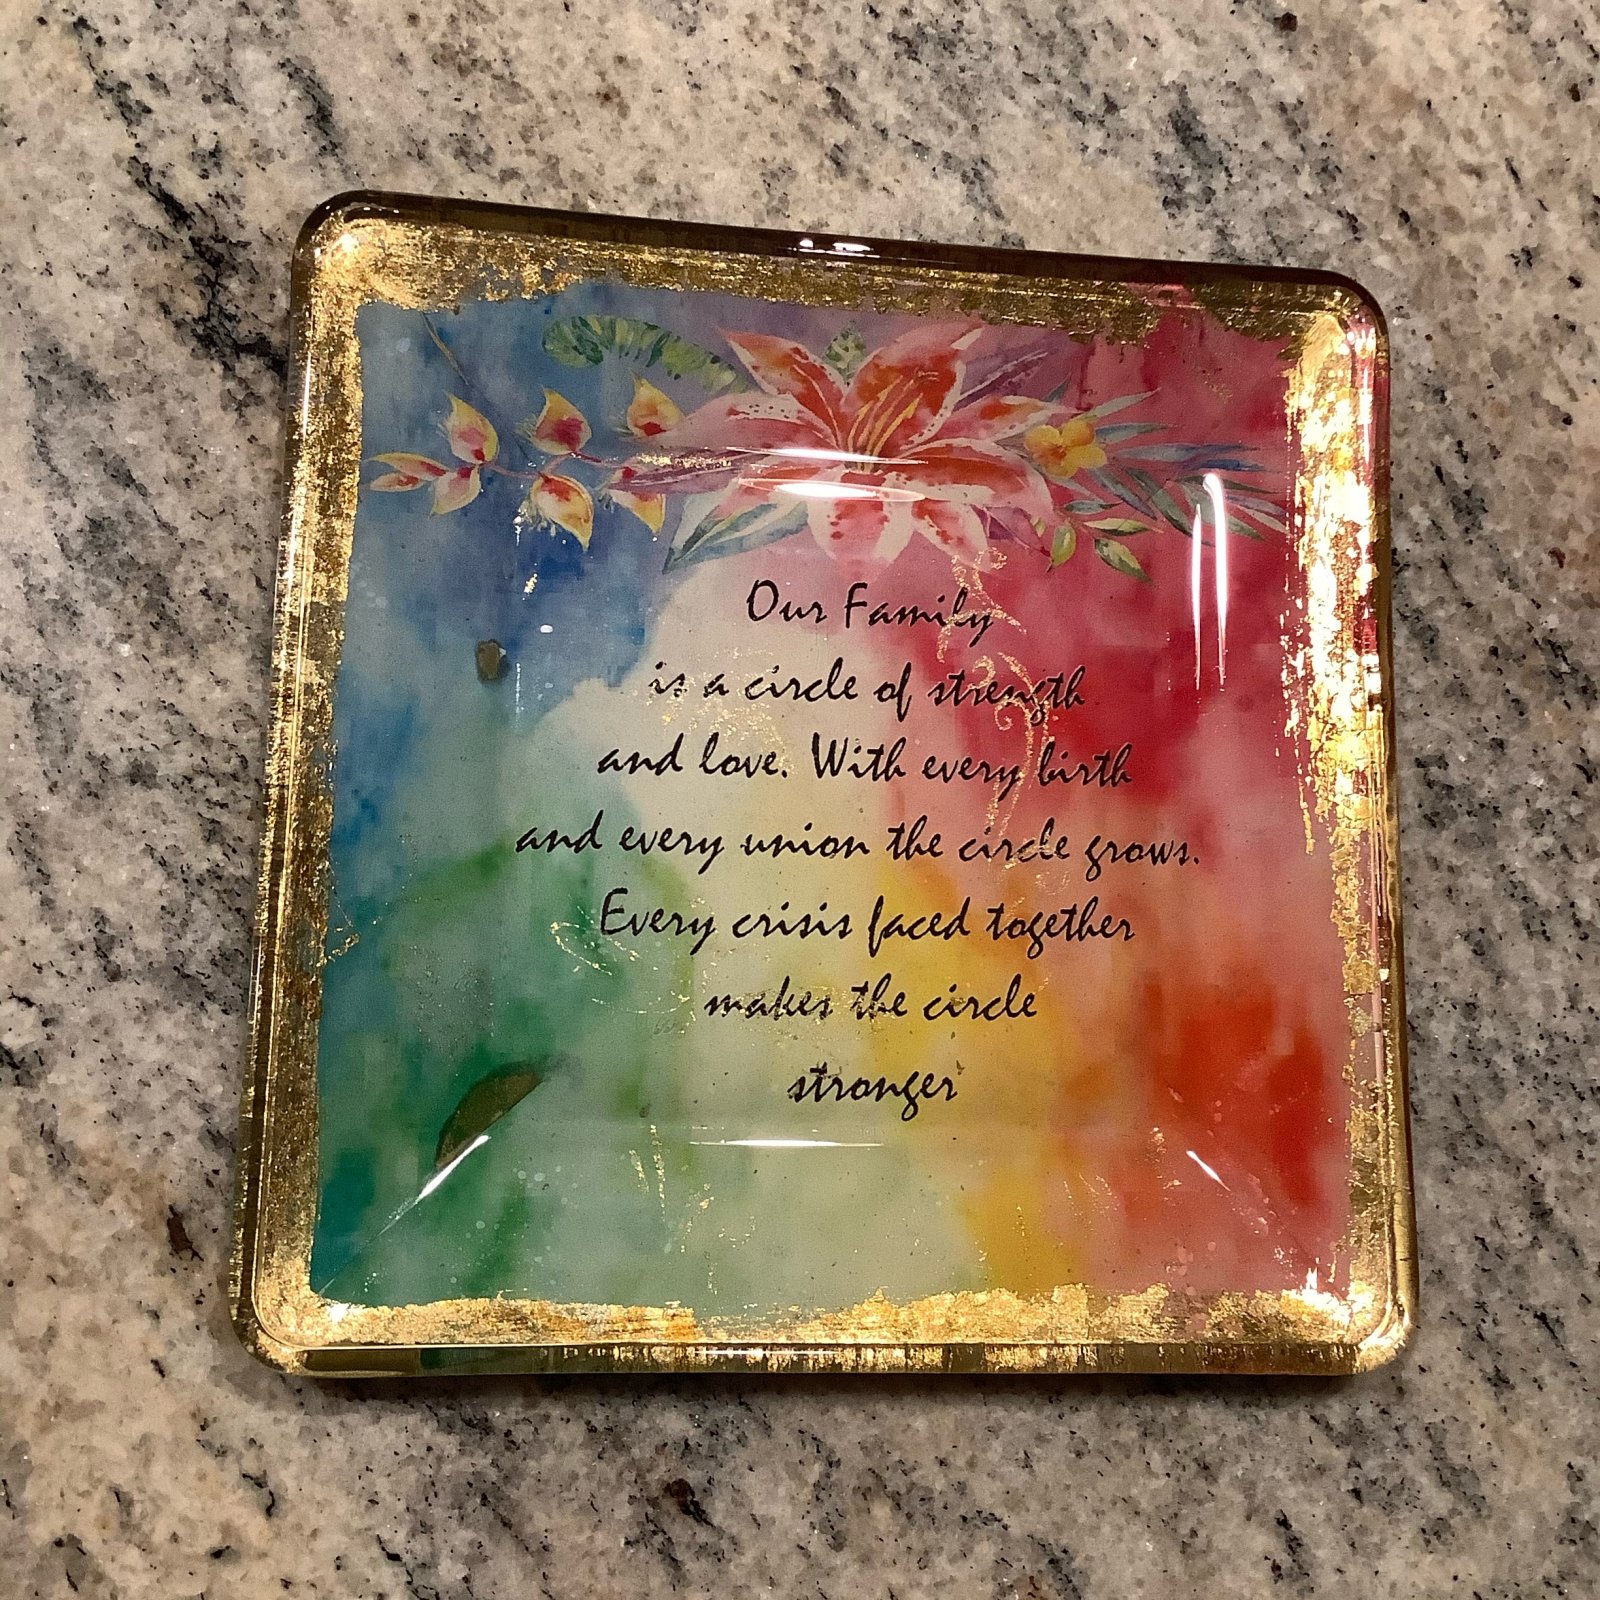 Our Family
is a circle of strength
and love. With every birth
and every union the circle grows.
Every crisis faced together
makes the circle
stronger